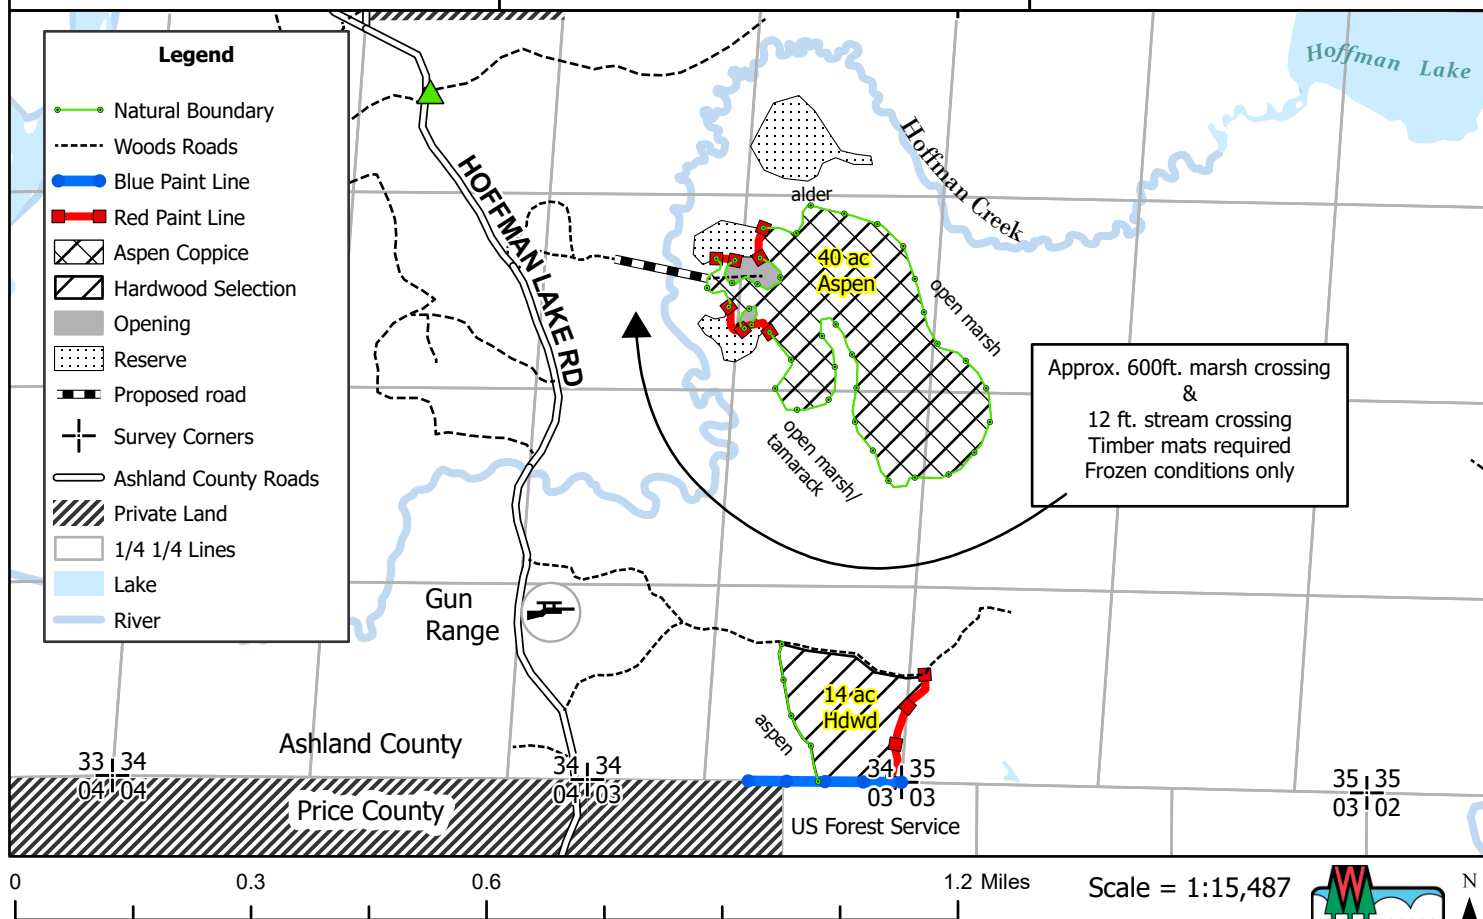 Legend
Natural Boundary
Woods Roads
Blue Paint Line
Red Paint Line
Aspen Coppice
Hardwood Selection
Opening
Reserve
Proposed road
Survey Corners
Ashland County Roads
Private Land
1/4 1/4 Lines
Lake
River
HOFFMAN LAKE RD
Hoffman Lake
Hoffman Creek
alder
40 ac
Aspen
open marsh
open marsh/
tamarack
Approx. 600ft. marsh crossing
&
12 ft. stream crossing
Timber mats required
Frozen conditions only
Gun
Range
14 ac
Hdwd
aspen
Ashland County
Price County
33 34
04 04
34 34
04 03
34 35
03 03
35 35
03 02
US Forest Service
0 0.3 0.6 1.2 Miles
Scale = 1:15,487
W
N